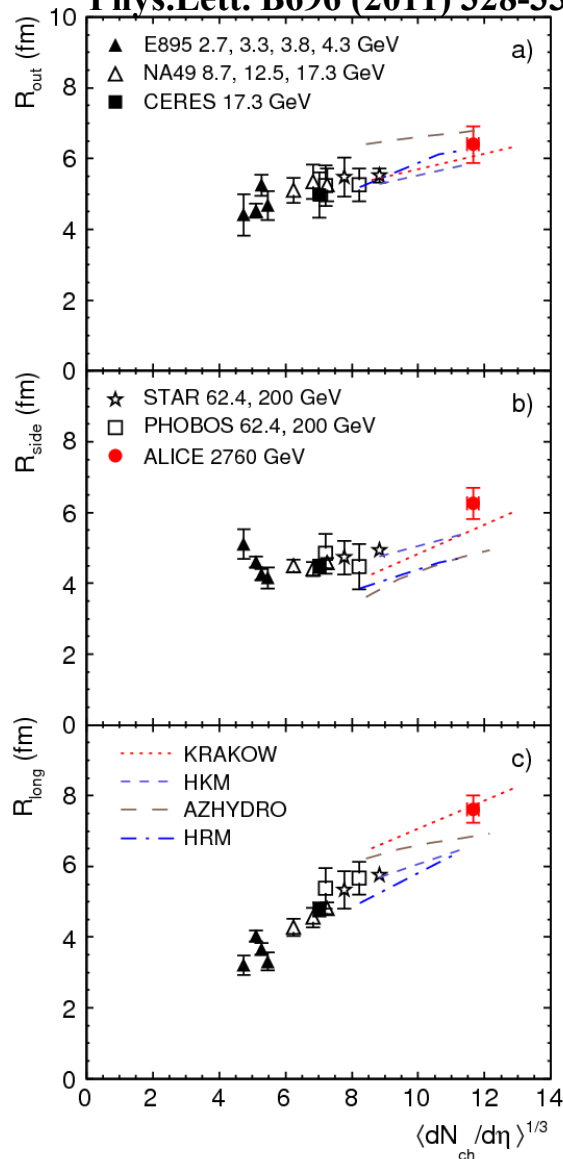 Phys.Lett. B696 (2011) 328-33
10
8
6
4
2
0
R_out (fm)
E895 2.7, 3.3, 3.8, 4.3 GeV
NA49 8.7, 12.5, 17.3 GeV
CERES 17.3 GeV
a)
8
6
4
2
0
R_side (fm)
STAR 62.4, 200 GeV
PHOBOS 62.4, 200 GeV
ALICE 2760 GeV
b)
8
6
4
2
0
R_long (fm)
KRAKOW
HKM
AZHYDRO
HRM
c)
0 2 4 6 8 10 12 14
⟨dN_ch/dη⟩^1/3